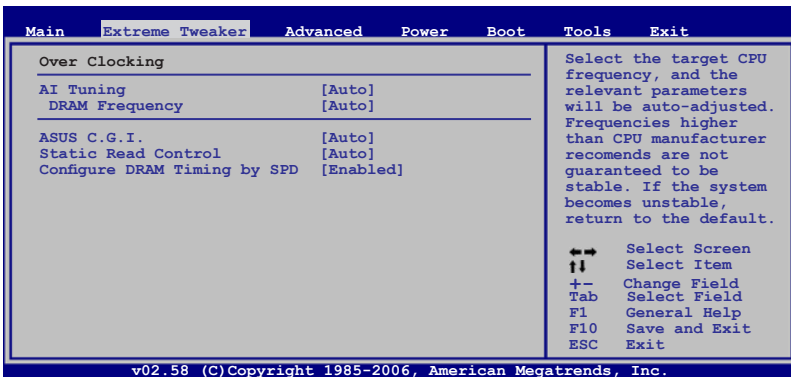 Main Extreme Tweaker Advanced Power Boot Tools Exit
Over Clocking
AI Tuning [Auto]
DRAM Frequency [Auto]
ASUS C.G.I. [Auto]
Static Read Control [Auto]
Configure DRAM Timing by SPD [Enabled]
Select the target CPU
frequency, and the
relevant parameters
will be auto-adjusted.
Frequencies higher
than CPU manufacturer
recomends are not
guaranteed to be
stable. If the system
becomes unstable,
return to the default.
←→ Select Screen
↑↓ Select Item
+- Change Field
Tab Select Field
F1 General Help
F10 Save and Exit
ESC Exit
v02.58 (C)Copyright 1985-2006, American Megatrends, Inc.